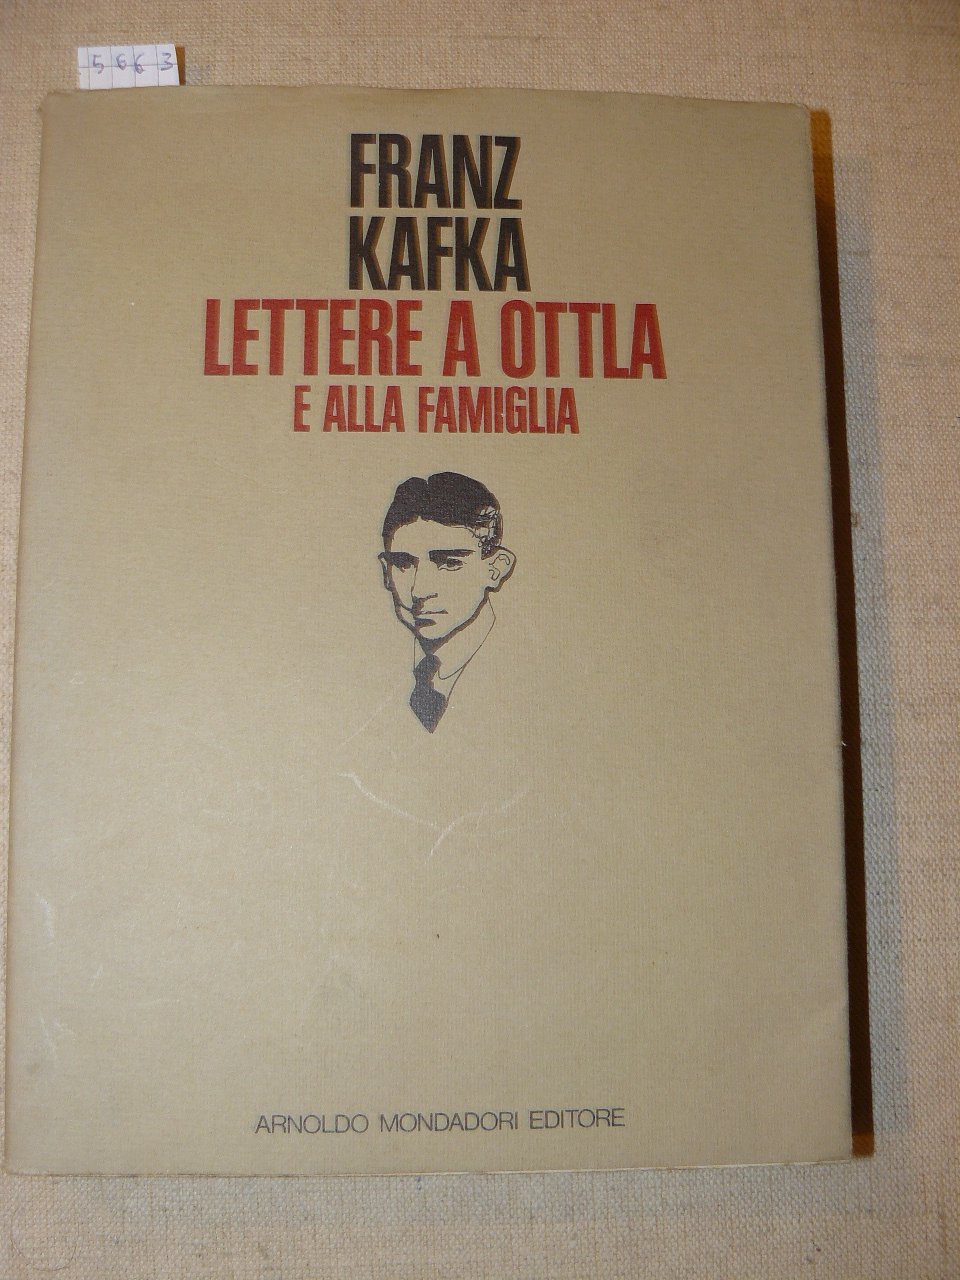 5663
FRANZ
KAFKA
LETTERE A OTTLA
E ALLA FAMIGLIA
ARNOLDO MONDADORI EDITORE